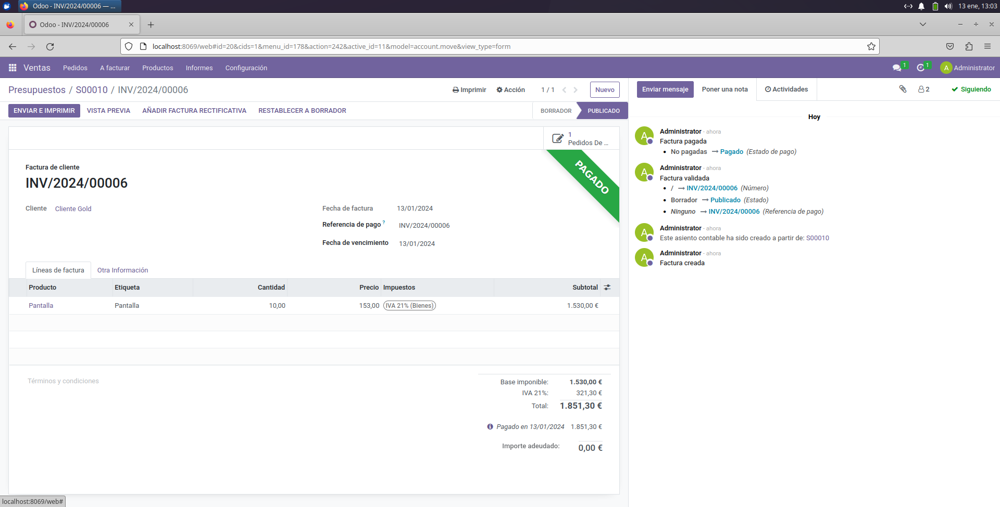 Odoo - INV/2024/00006 — ...
13 ene, 13:03
Odoo - INV/2024/00006
localhost:8069/web#id=20&cids=1&menu_id=178&action=242&active_id=11&model=account.move&view_type=form
Ventas Pedidos A facturar Productos Informes Configuración
1 1 A Administrator
Presupuestos / S00010 / INV/2024/00006
Imprimir Acción 1 / 1 Nuevo
Enviar mensaje Poner una nota Actividades 2 Siguiendo
ENVIAR E IMPRIMIR VISTA PREVIA AÑADIR FACTURA RECTIFICATIVA RESTABLECER A BORRADOR
BORRADOR PUBLICADO
1
Pedidos De ...
PAGADO
Factura de cliente
INV/2024/00006
Cliente Cliente Gold
Fecha de factura 13/01/2024
Referencia de pago ? INV/2024/00006
Fecha de vencimiento 13/01/2024
Líneas de factura Otra Información
Producto Etiqueta Cantidad Precio Impuestos Subtotal
Pantalla Pantalla 10,00 153,00 IVA 21% (Bienes) 1.530,00 €
Términos y condiciones
Base imponible: 1.530,00 €
IVA 21%: 321,30 €
Total: 1.851,30 €
Pagado en 13/01/2024 1.851,30 €
Importe adeudado: 0,00 €
Hoy
A
Administrator - ahora
Factura pagada
• No pagadas → Pagado (Estado de pago)
A
Administrator - ahora
Factura validada
• / → INV/2024/00006 (Número)
• Borrador → Publicado (Estado)
• Ninguno → INV/2024/00006 (Referencia de pago)
A
Administrator - ahora
Este asiento contable ha sido creado a partir de: S00010
A
Administrator - ahora
Factura creada
localhost:8069/web#